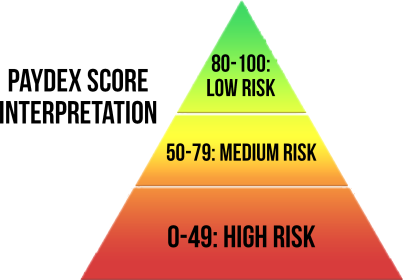 PAYDEX SCORE
INTERPRETATION
80-100:
LOW RISK
50-79: MEDIUM RISK
0-49: HIGH RISK